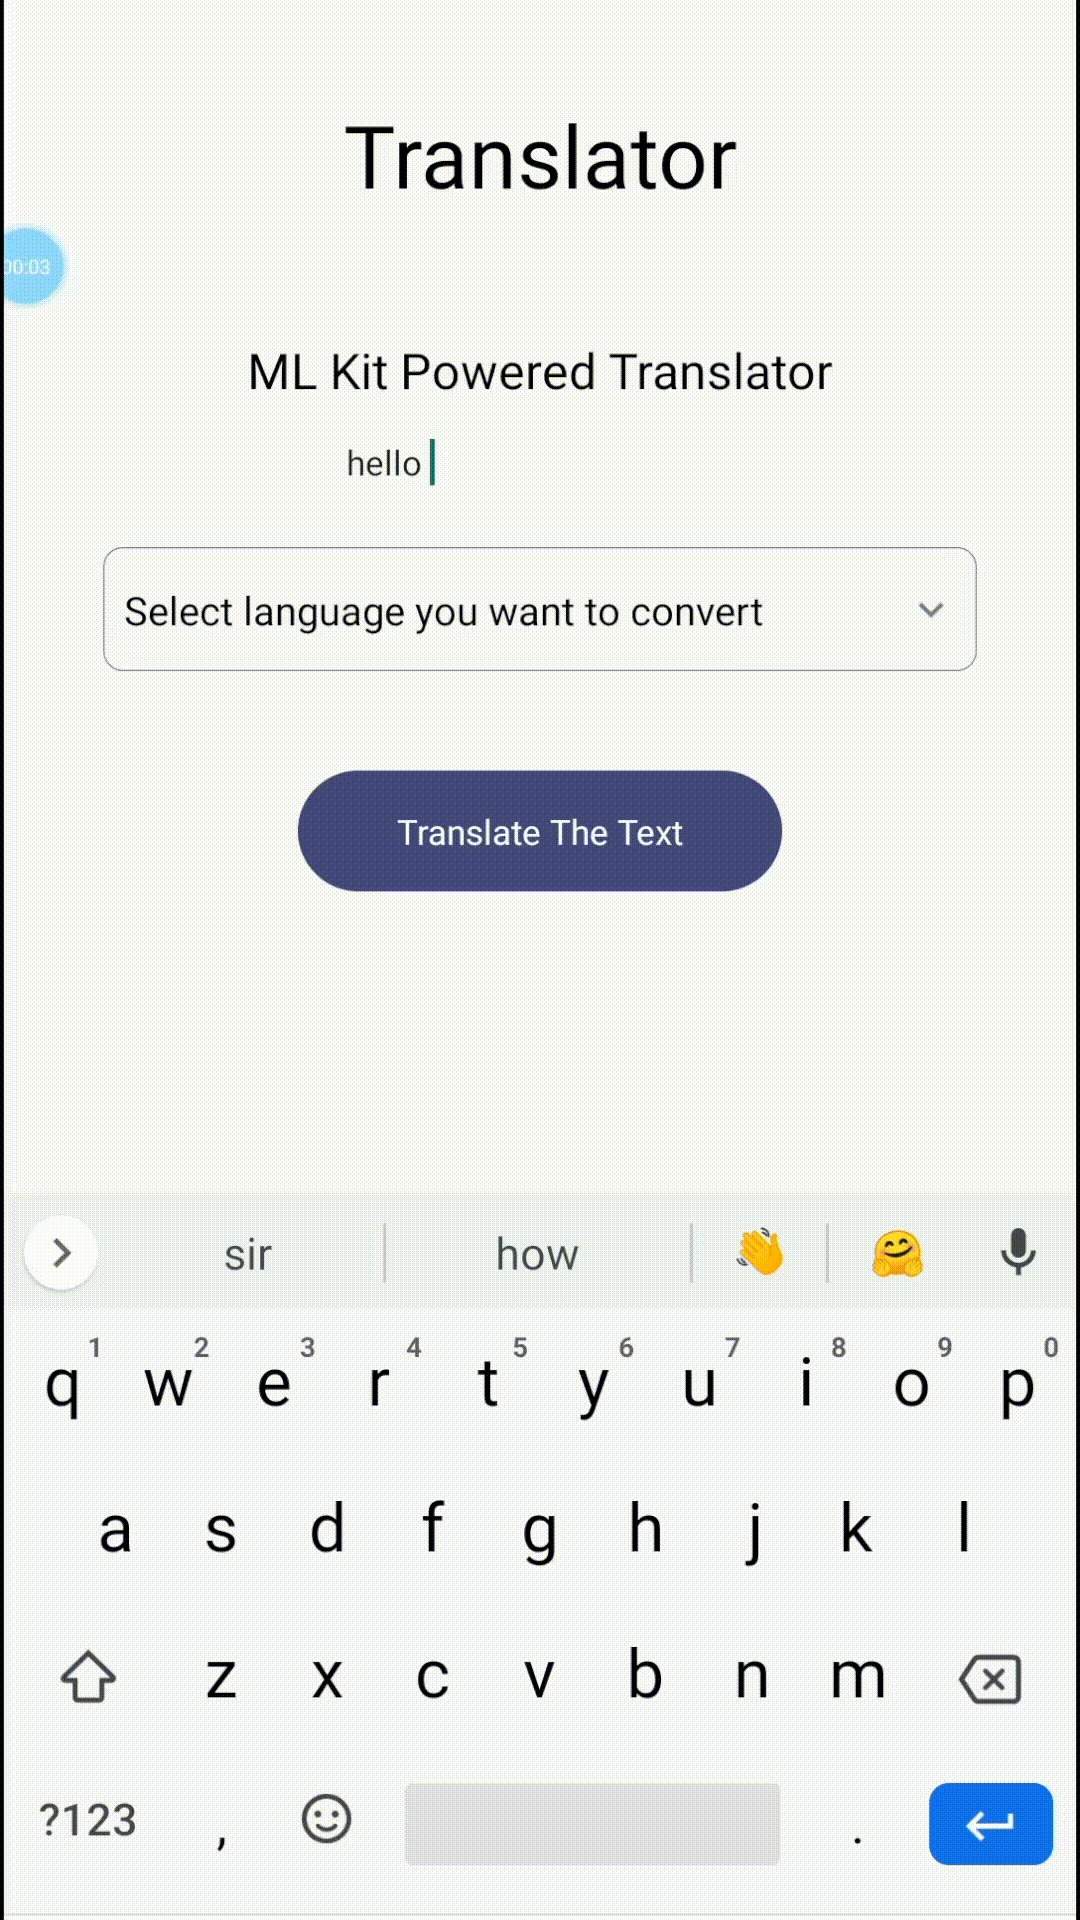 Translator
00:03
ML Kit Powered Translator
hello
Select language you want to convert
Translate The Text
sir how
1 2 3 4 5 6 7 8 9 0
q w e r t y u i o p
a s d f g h j k l
z x c v b n m
?123 , .